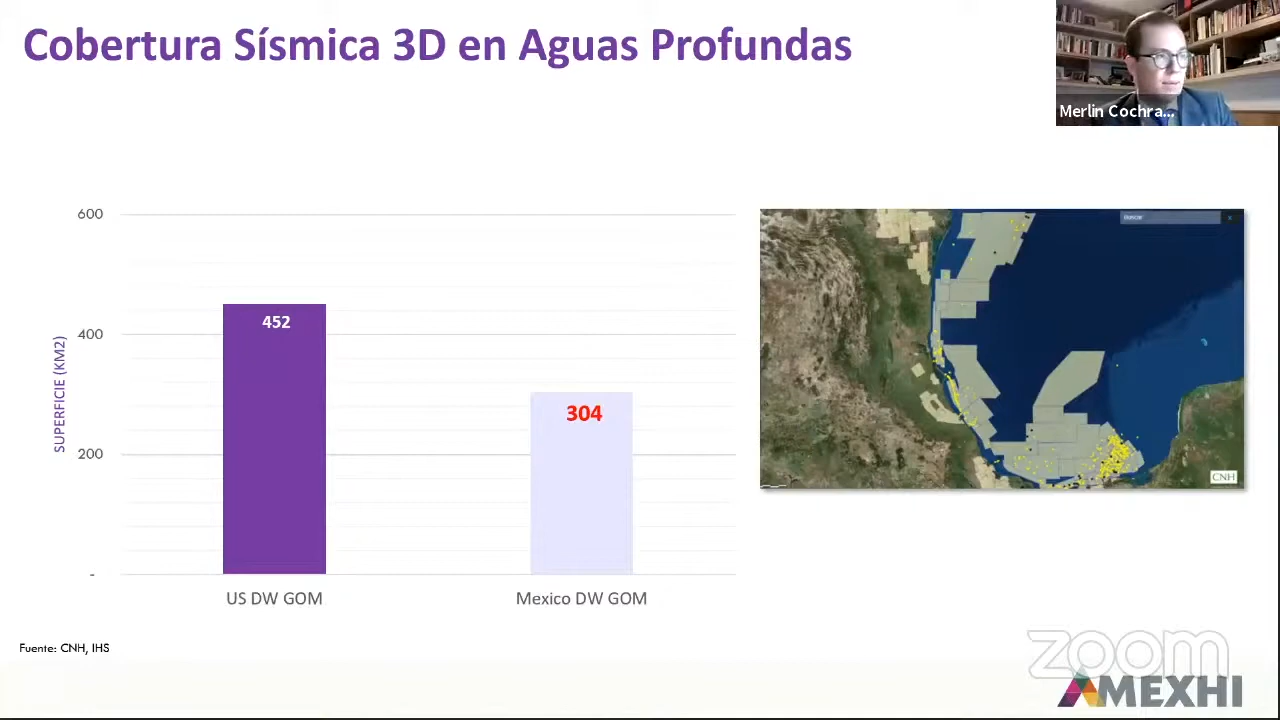 Cobertura Sísmica 3D en Aguas Profundas
Merlin Cochra...
600
400
200
-
SUPERFICIE (KM2)
452
304
US DW GOM
Mexico DW GOM
CNH
Fuente: CNH, IHS
zoom
AMEXHI